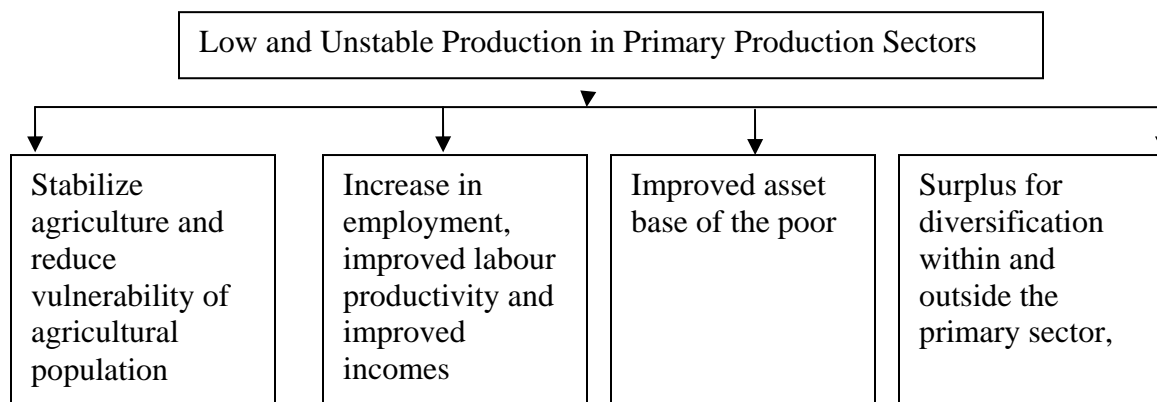 Low and Unstable Production in Primary Production Sectors
Stabilize
agriculture and
reduce
vulnerability of
agricultural
population
Increase in
employment,
improved labour
productivity and
improved
incomes
Improved asset
base of the poor
Surplus for
diversification
within and
outside the
primary sector,